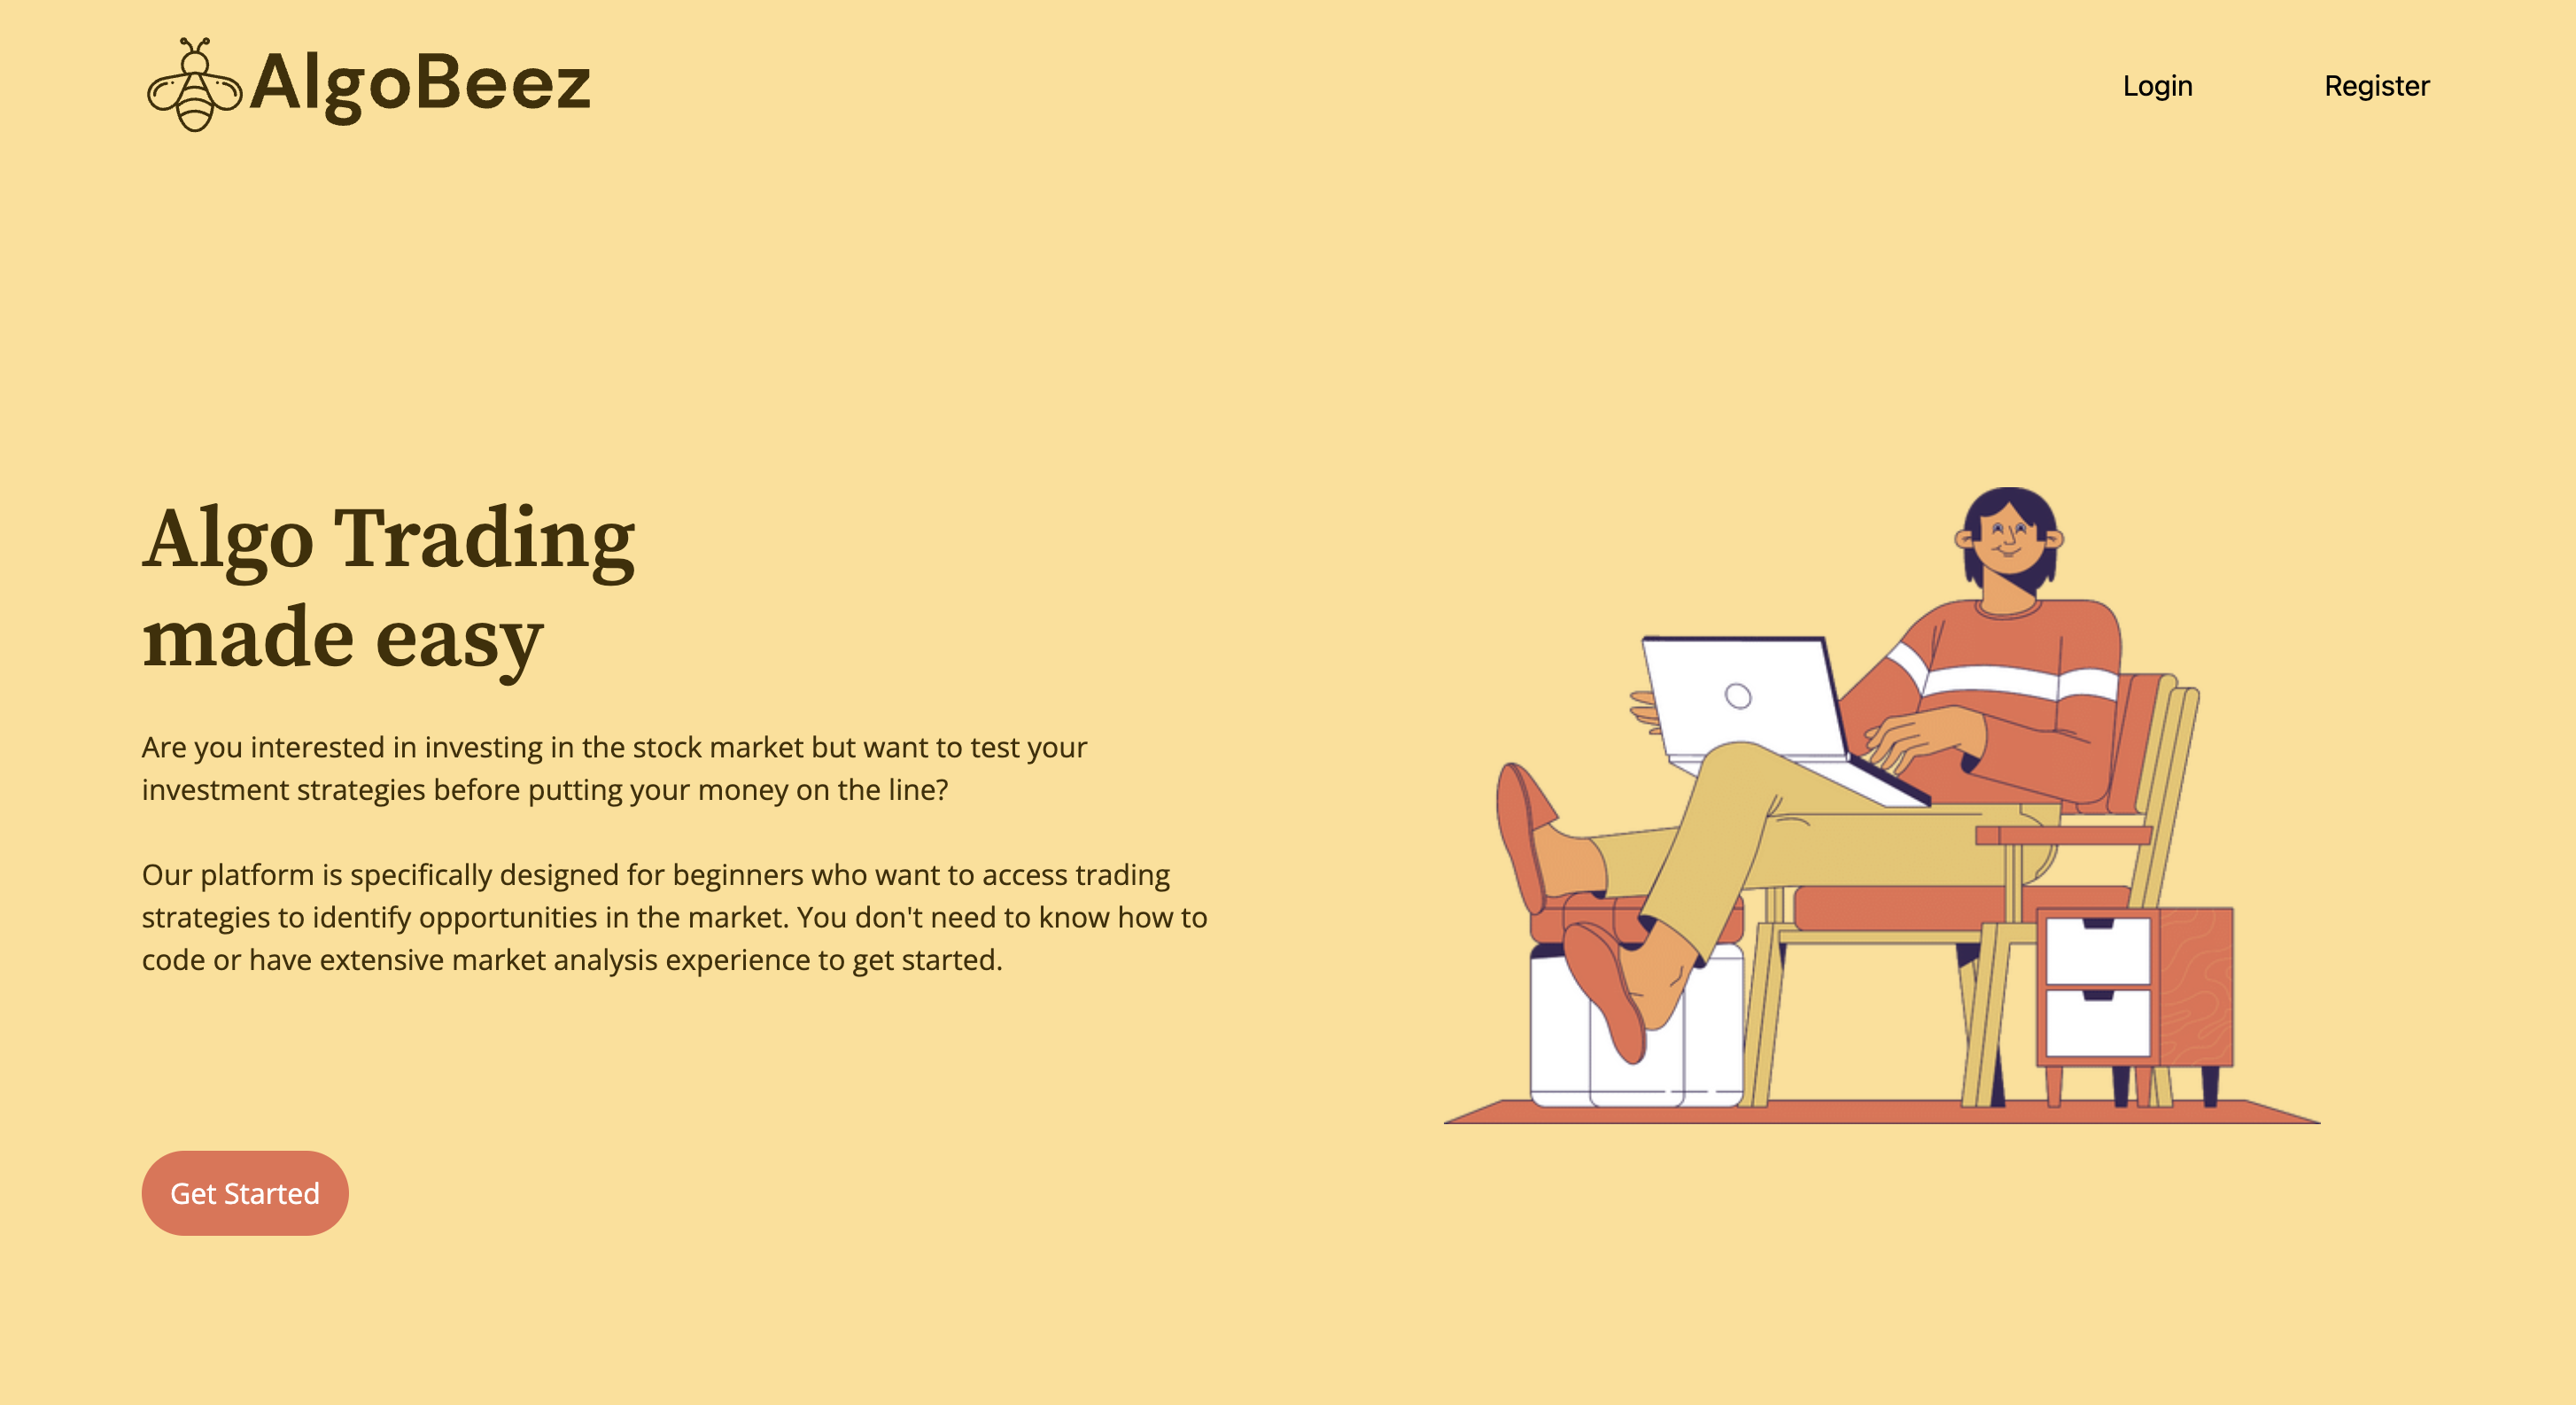 AlgoBeez
Login
Register
Algo Trading
made easy
Are you interested in investing in the stock market but want to test your
investment strategies before putting your money on the line?
Our platform is specifically designed for beginners who want to access trading
strategies to identify opportunities in the market. You don't need to know how to
code or have extensive market analysis experience to get started.
Get Started